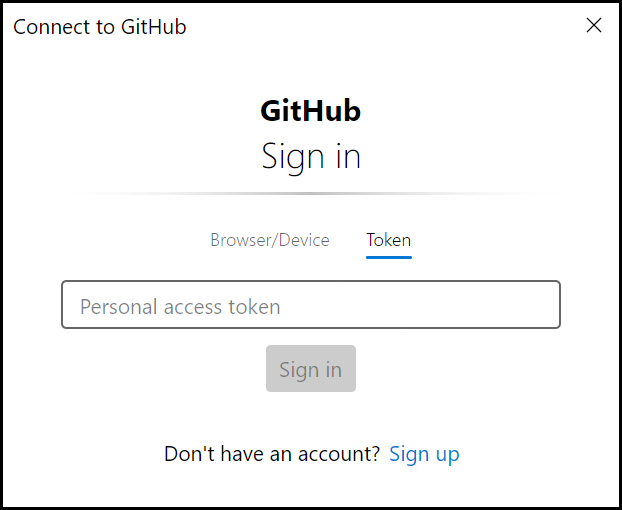 Connect to GitHub
GitHub
Sign in
Browser/Device Token
Personal access token
Sign in
Don't have an account? Sign up